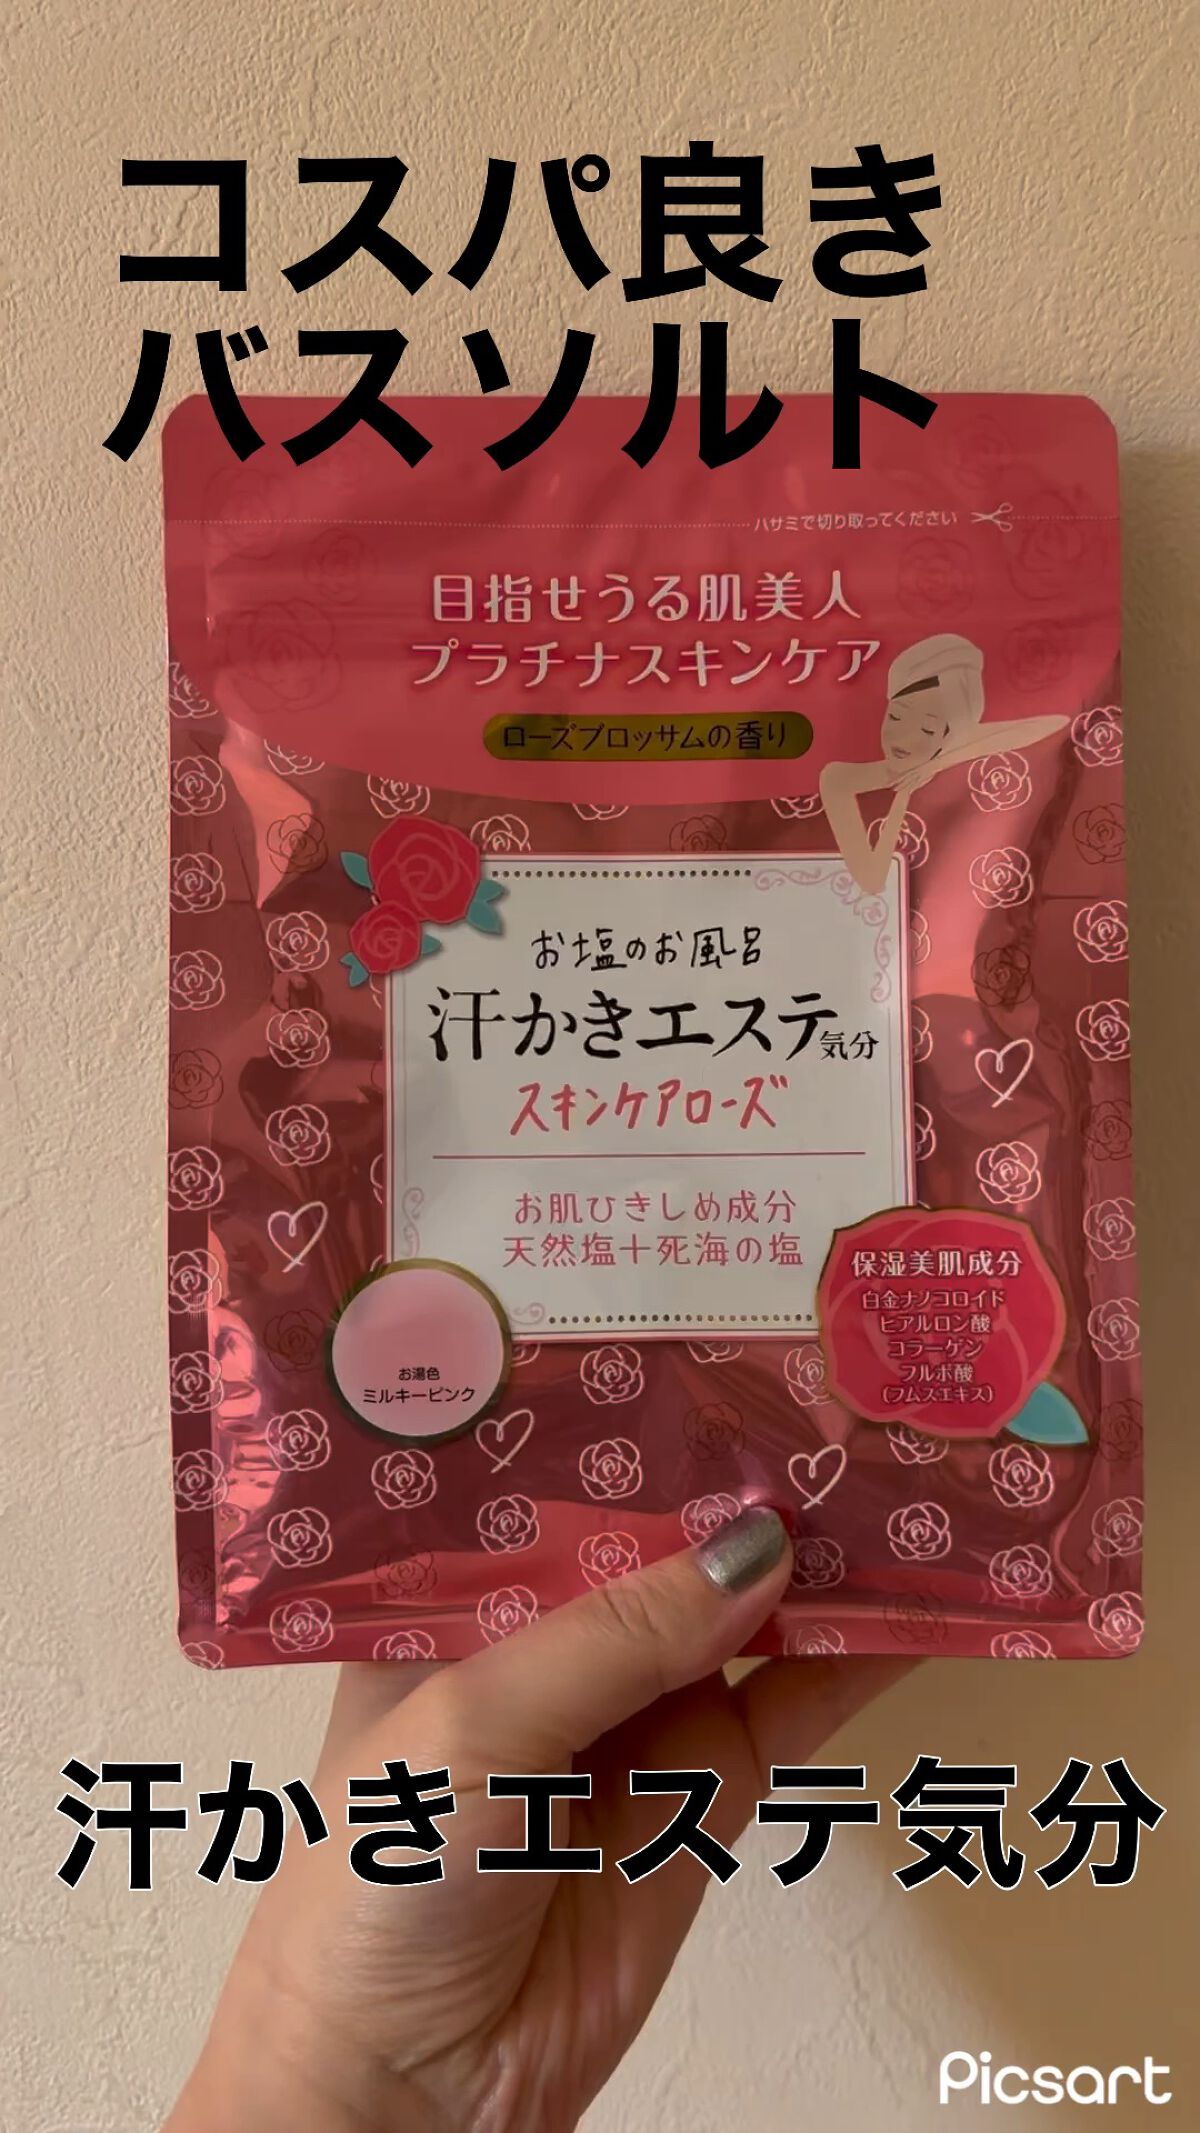 コスパ良き
バスソルト
ハサミで切り取ってください
目指せうる肌美人
プラチナスキンケア
ローズブロッサムの香り
お塩のお風呂
汗かきエステ気分
スキンケアローズ
お肌ひきしめ成分
天然塩+死海の塩
保湿美肌成分
白金ナノコロイド
ヒアルロン酸
コラーゲン
フルボ酸
(フムスエキス)
お湯色
ミルキーピンク
汗かきエステ気分
Picsart